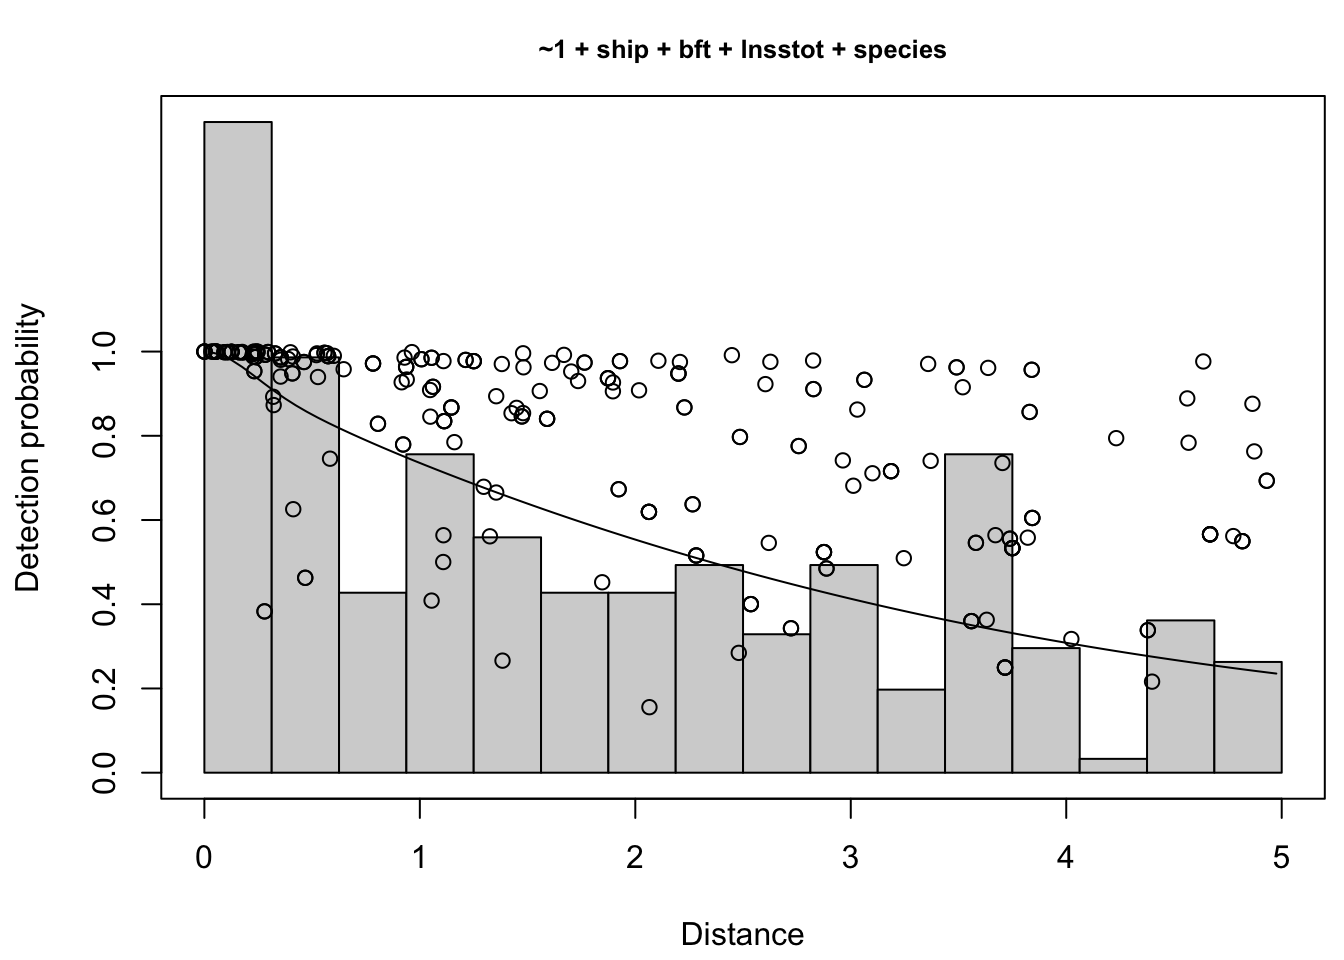 ~1 + ship + bft + lnsstot + species
Detection probability
1.0
0.8
0.6
0.4
0.2
0.0
0 1 2 3 4 5
Distance